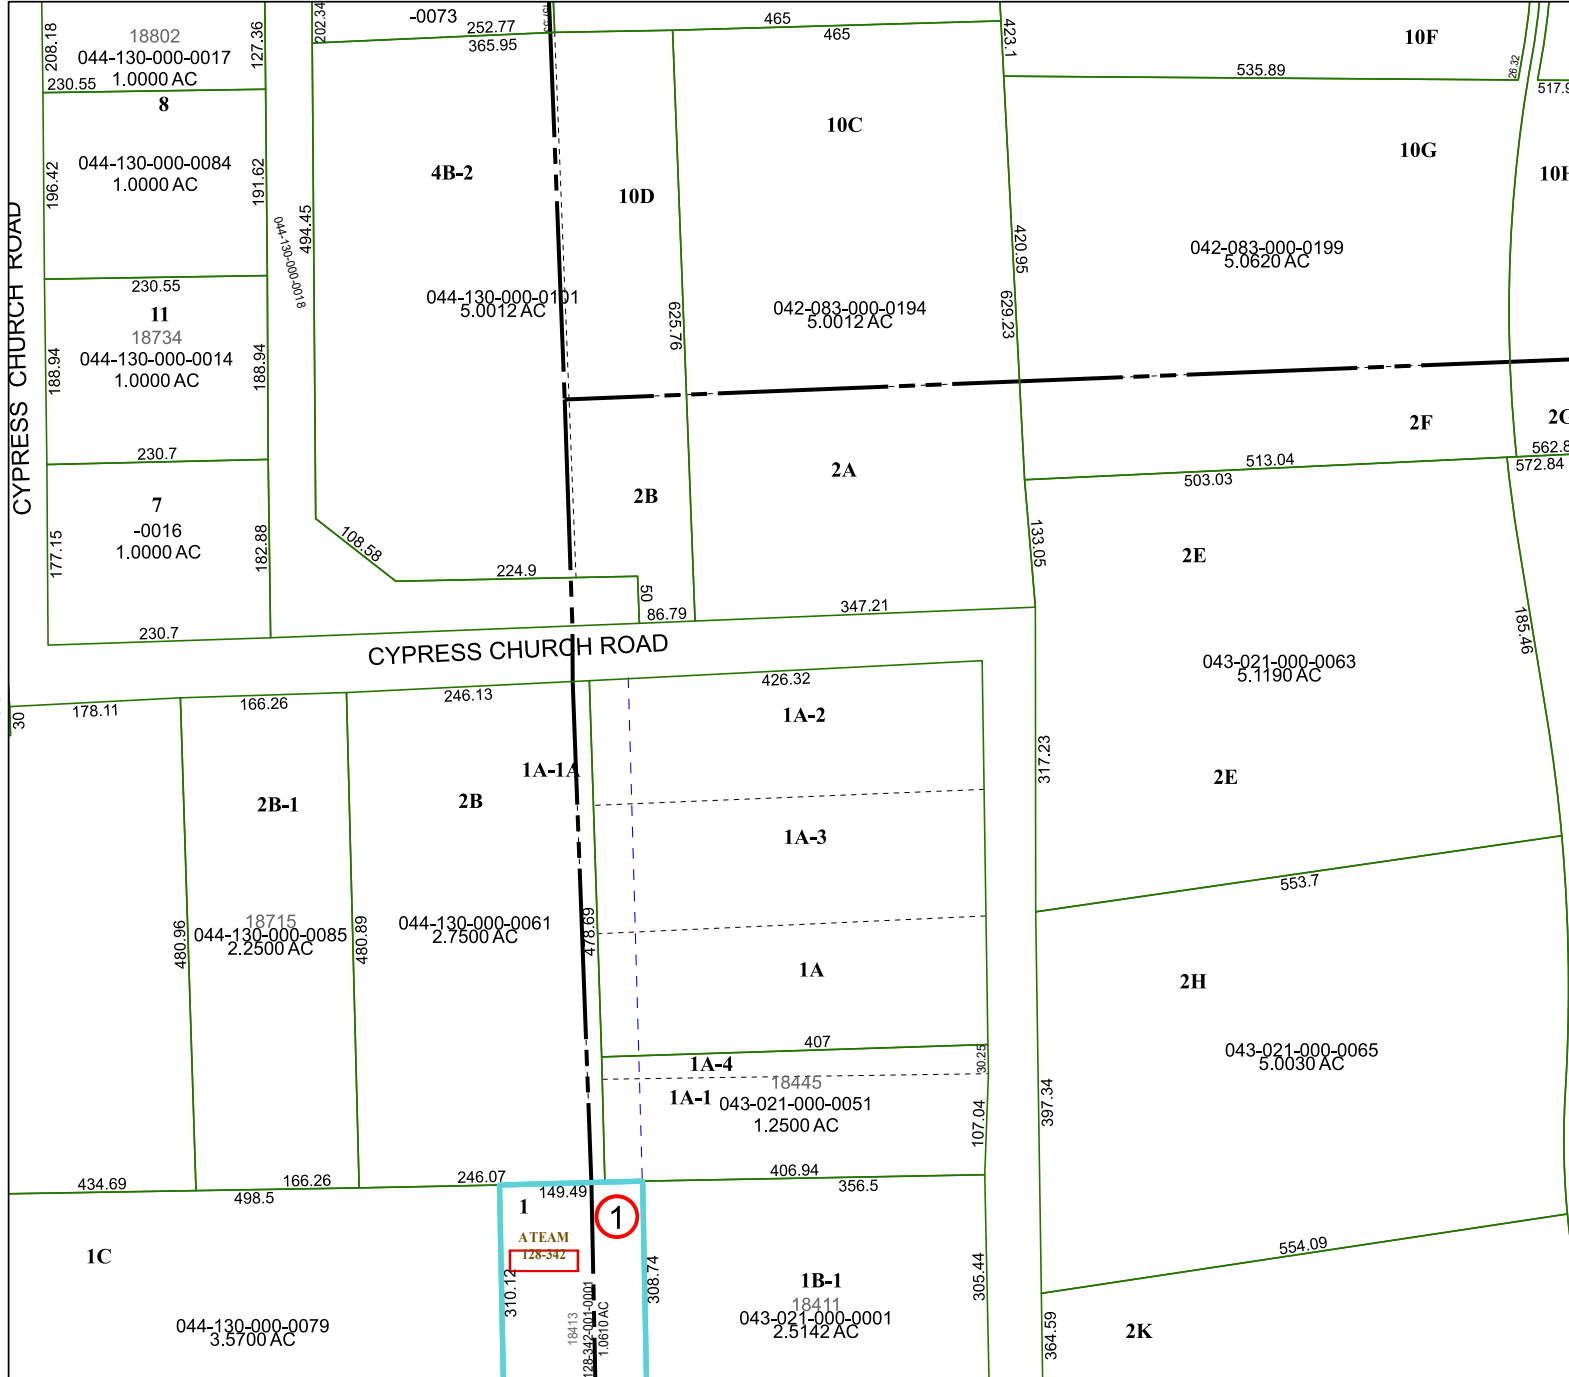 208.18
18802
044-130-000-0017
1.0000 AC
127.36
230.55
8
202.34
-0073
252.77
365.95
465
465
423.1
10F
535.89
26.32
517.9
10C
10G
196.42
044-130-000-0084
1.0000 AC
191.62
4B-2
10D
044-130-000-0018
494.45
420.95
042-083-000-0199
5.0620 AC
CYPRESS CHURCH ROAD
230.55
11
18734
044-130-000-0014
1.0000 AC
188.94
188.94
044-130-000-0101
5.0012 AC
625.76
042-083-000-0194
5.0012 AC
629.23
230.7
7
-0016
1.0000 AC
177.15
182.88
2A
2B
2F
562.8
572.84
513.04
503.03
108.58
224.9
50
86.79
347.21
133.05
2E
230.7
CYPRESS CHURCH ROAD
185.46
043-021-000-0063
5.1190 AC
30
178.11
166.26
246.13
426.32
1A-2
317.23
2E
1A-1A
2B-1
2B
1A-3
553.7
480.96
18715
044-130-000-0085
2.2500 AC
480.89
044-130-000-0061
2.7500 AC
478.69
1A
2H
407
30.25
1A-4
18445
1A-1
043-021-000-0051
1.2500 AC
107.04
397.34
043-021-000-0065
5.0030 AC
434.69
498.5
166.26
246.07
149.49
406.94
356.5
1
1
A TEAM
128-342
1C
310.12
308.74
305.44
554.09
1B-1
18411
043-021-000-0001
2.5142 AC
044-130-000-0079
3.5700 AC
18413
128-342-001-0001
1.0610 AC
364.59
2K